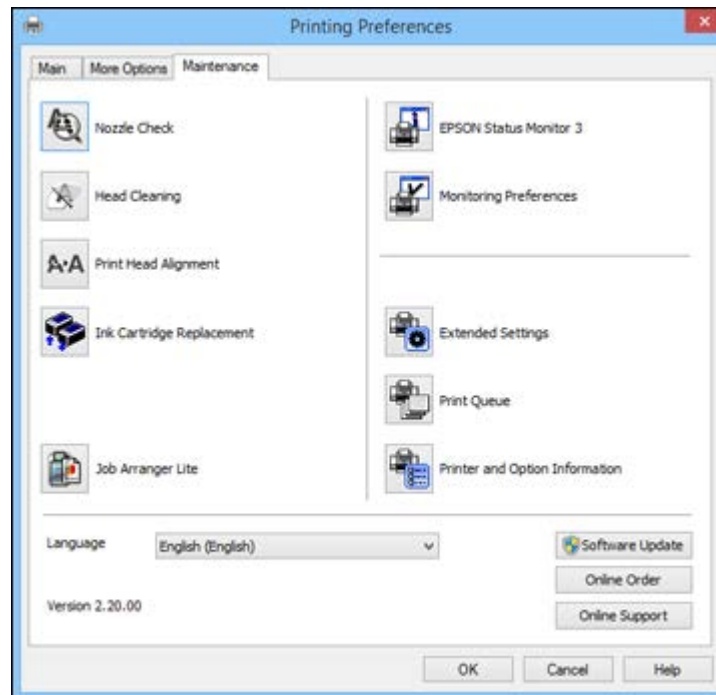 Printing Preferences
Main
More Options
Maintenance
Nozzle Check
Head Cleaning
A·A Print Head Alignment
Ink Cartridge Replacement
Job Arranger Lite
EPSON Status Monitor 3
Monitoring Preferences
Extended Settings
Print Queue
Printer and Option Information
Language
English (English)
Software Update
Online Order
Version 2.20.00
Online Support
OK
Cancel
Help